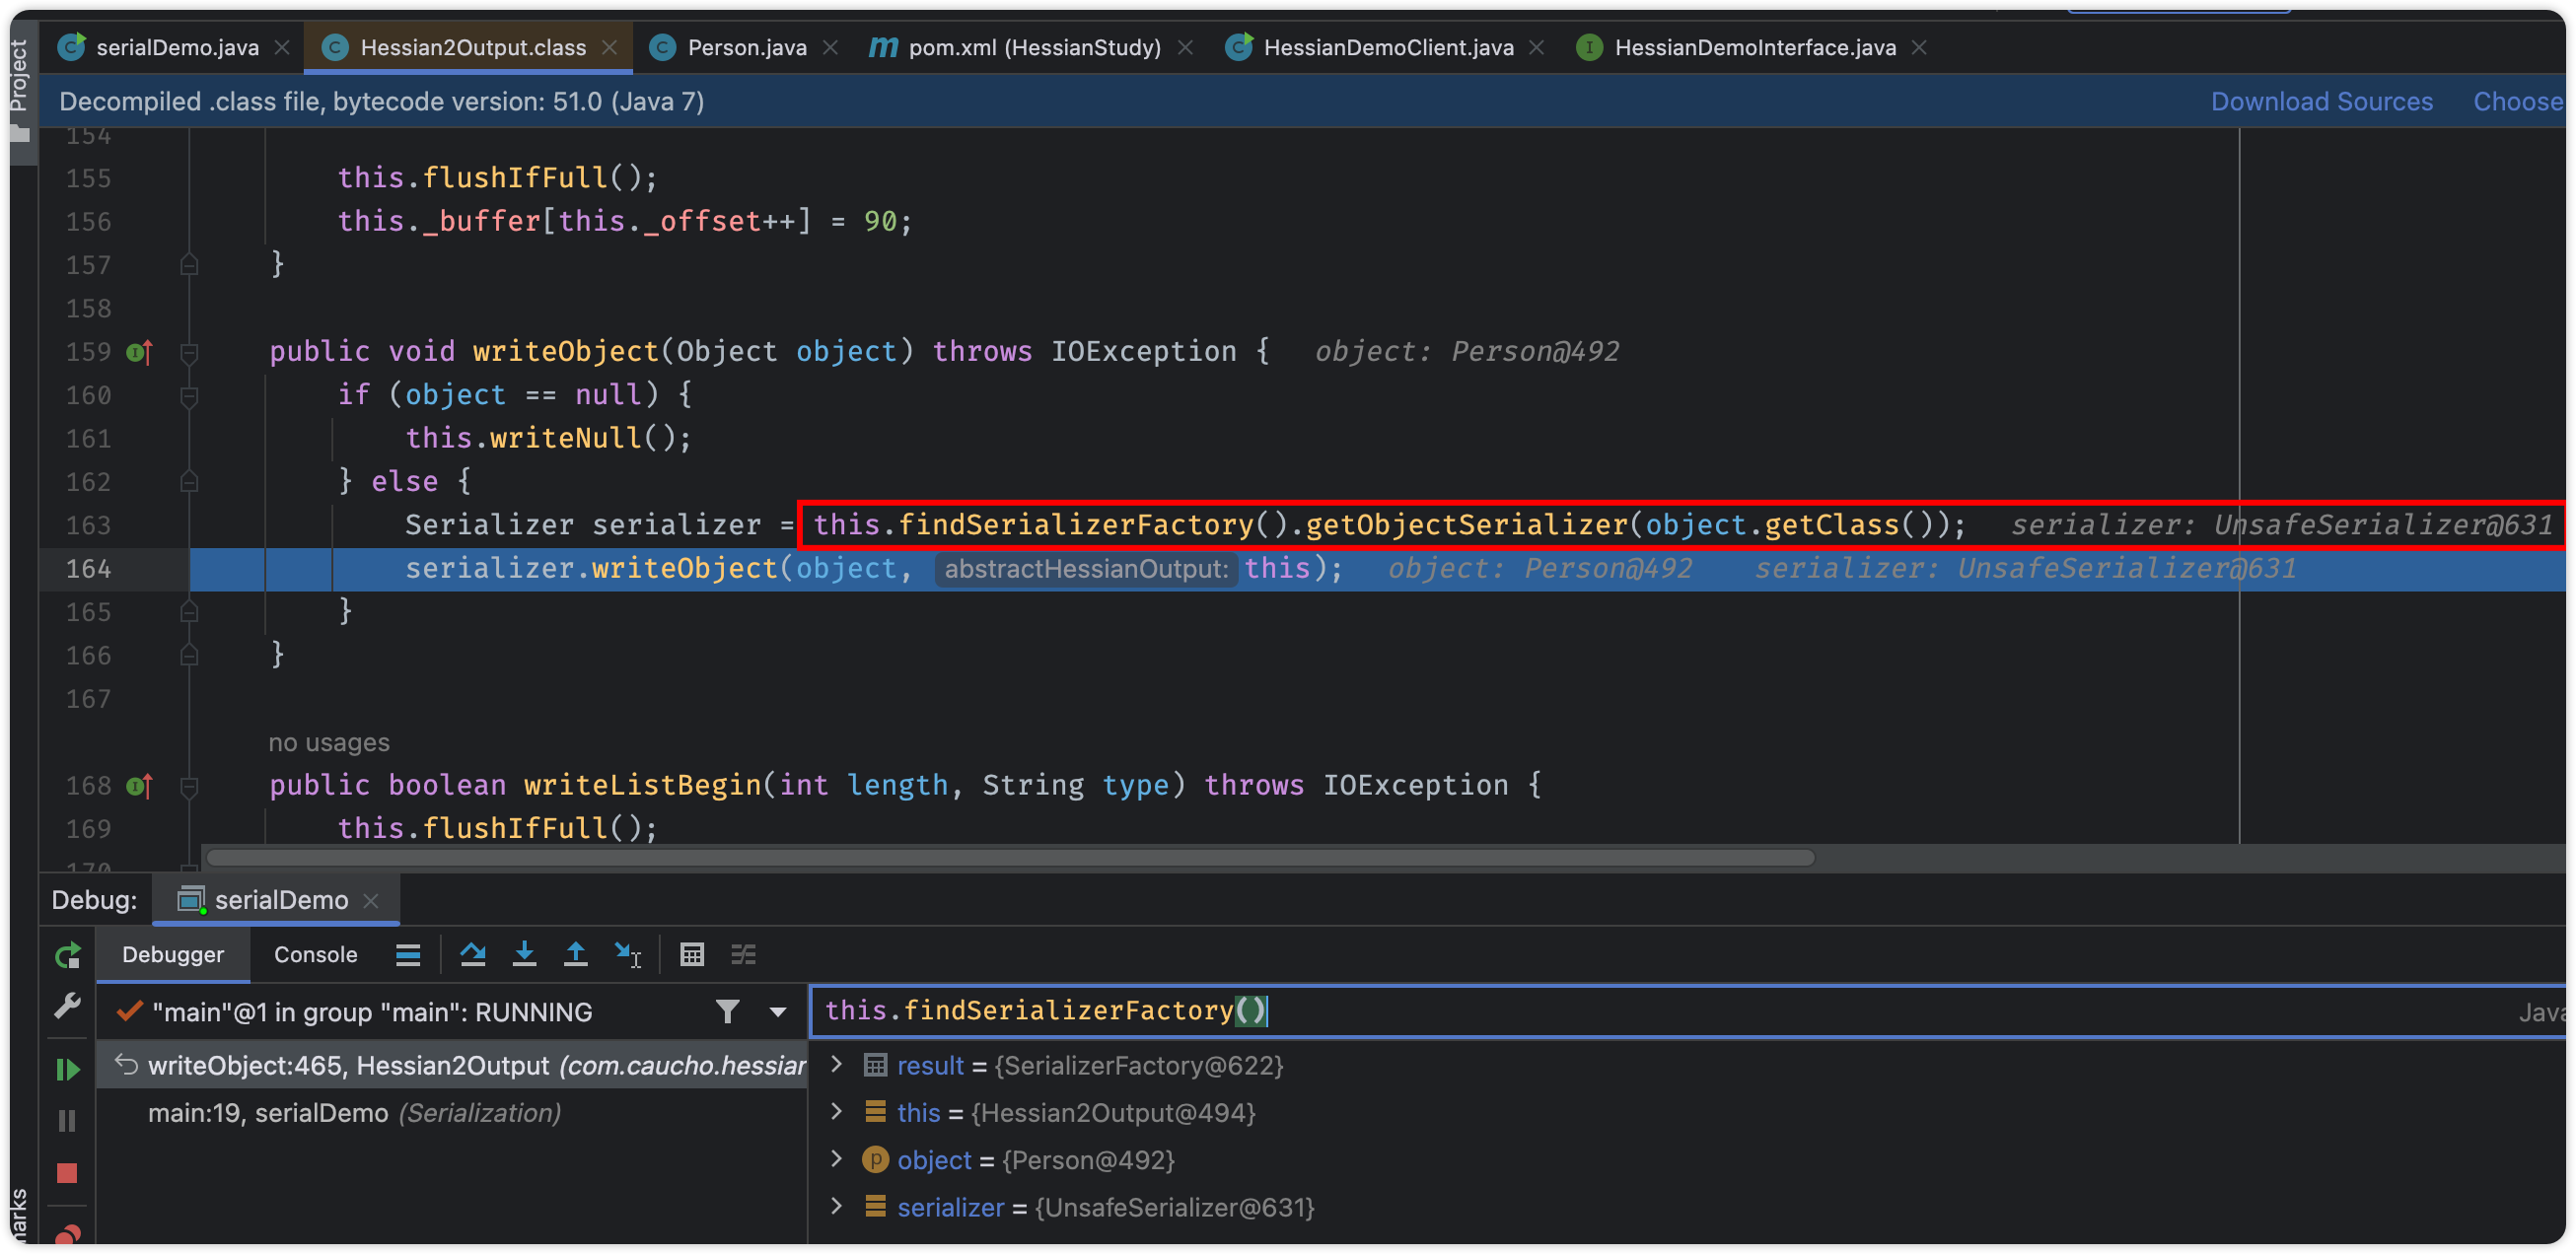 Project
serialDemo.java
Hessian2Output.class
Person.java
pom.xml (HessianStudy)
HessianDemoClient.java
HessianDemoInterface.java
Decompiled .class file, bytecode version: 51.0 (Java 7)
Download Sources
Choose
154
155 this.flushIfFull();
156 this._buffer[this._offset++] = 90;
157 }
158
159 public void writeObject(Object object) throws IOException { object: Person@492
160 if (object == null) {
161 this.writeNull();
162 } else {
163 Serializer serializer = this.findSerializerFactory().getObjectSerializer(object.getClass()); serializer: UnsafeSerializer@631
164 serializer.writeObject(object, abstractHessianOutput: this); object: Person@492 serializer: UnsafeSerializer@631
165 }
166 }
167
no usages
168 public boolean writeListBegin(int length, String type) throws IOException {
169 this.flushIfFull();
170
Debug: serialDemo
Debugger
Console
"main"@1 in group "main": RUNNING
this.findSerializerFactory()
Java
writeObject:465, Hessian2Output (com.caucho.hessian
main:19, serialDemo (Serialization)
result = {SerializerFactory@622}
this = {Hessian2Output@494}
object = {Person@492}
serializer = {UnsafeSerializer@631}